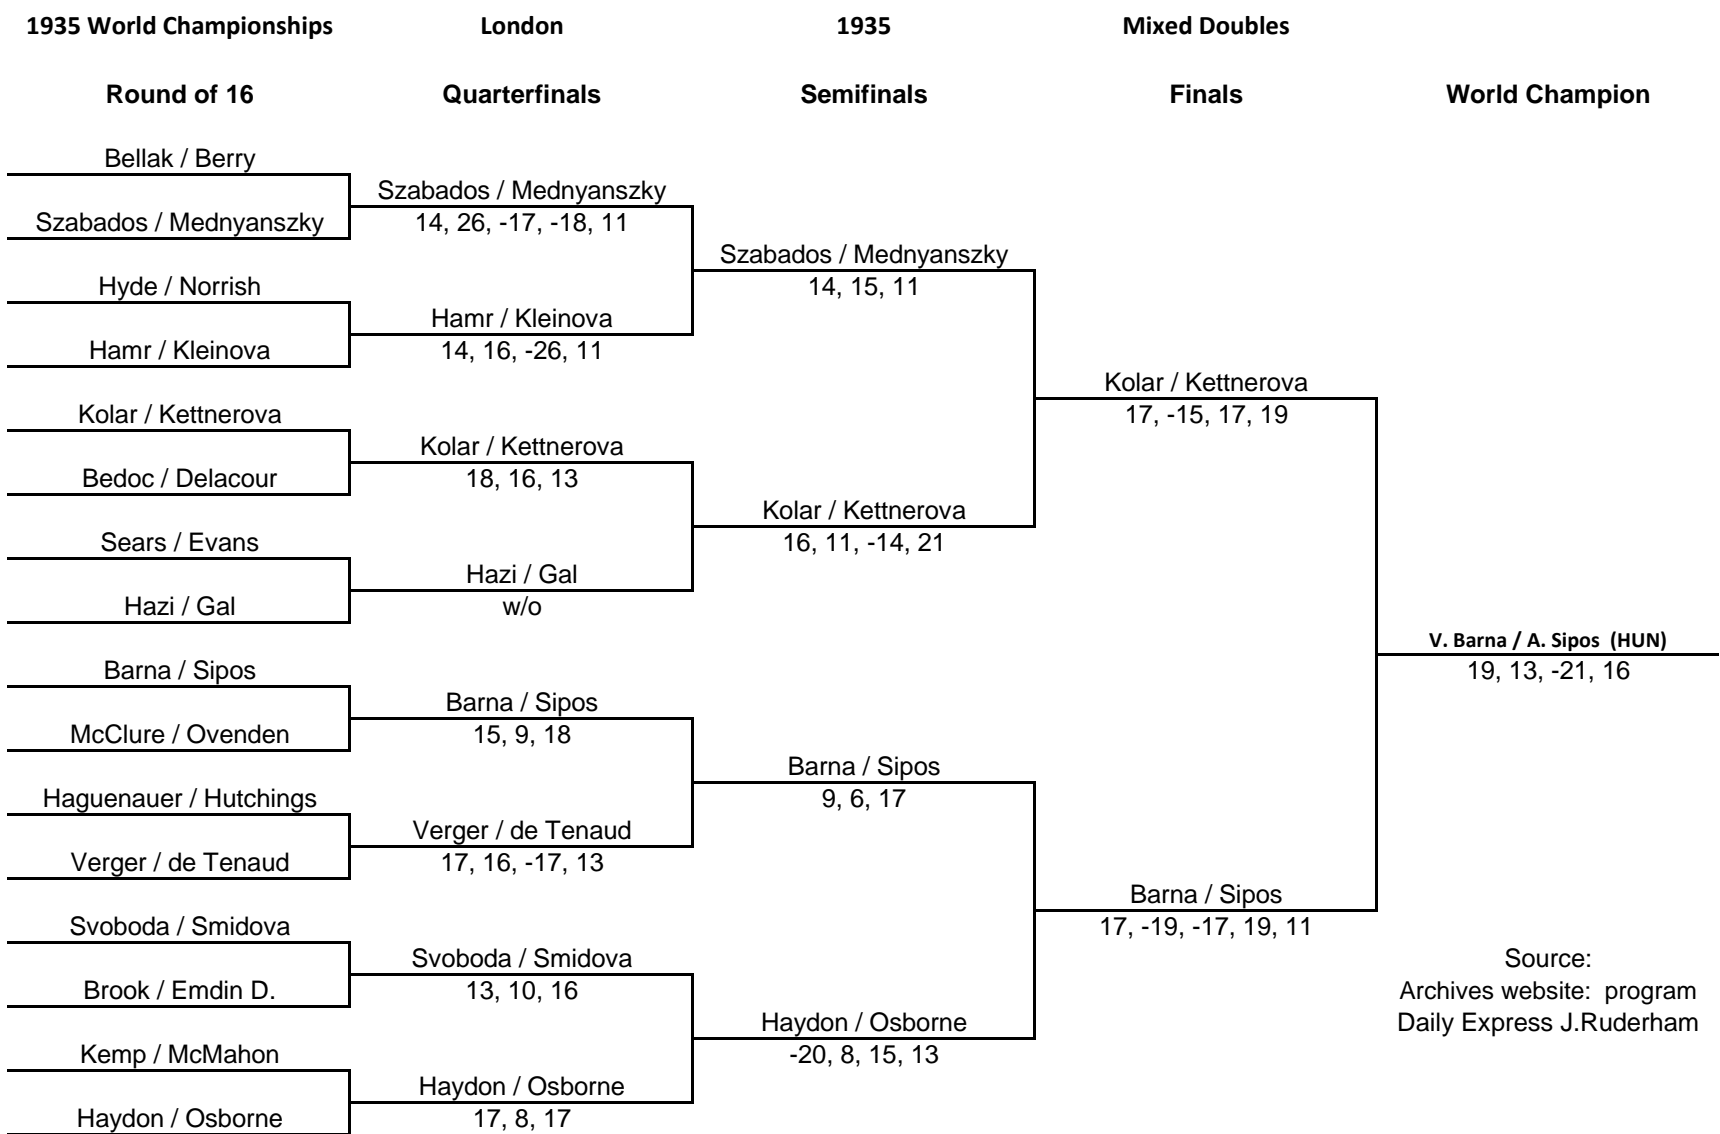 1935 World Championships London 1935 Mixed Doubles
Round of 16 Quarterfinals Semifinals Finals World Champion
Bellak / Berry
Szabados / Mednyanszky
Szabados / Mednyanszky
14, 26, -17, -18, 11
Szabados / Mednyanszky
14, 15, 11
Hyde / Norrish
Hamr / Kleinova
Hamr / Kleinova
14, 16, -26, 11
Kolar / Kettnerova
17, -15, 17, 19
Kolar / Kettnerova
Bedoc / Delacour
Kolar / Kettnerova
18, 16, 13
Kolar / Kettnerova
16, 11, -14, 21
Sears / Evans
Hazi / Gal
Hazi / Gal
w/o
V. Barna / A. Sipos (HUN)
19, 13, -21, 16
Barna / Sipos
McClure / Ovenden
Barna / Sipos
15, 9, 18
Barna / Sipos
9, 6, 17
Haguenauer / Hutchings
Verger / de Tenaud
Verger / de Tenaud
17, 16, -17, 13
Barna / Sipos
17, -19, -17, 19, 11
Svoboda / Smidova
Brook / Emdin D.
Svoboda / Smidova
13, 10, 16
Haydon / Osborne
-20, 8, 15, 13
Kemp / McMahon
Haydon / Osborne
Haydon / Osborne
17, 8, 17
Source:
Archives website: program
Daily Express J.Ruderham